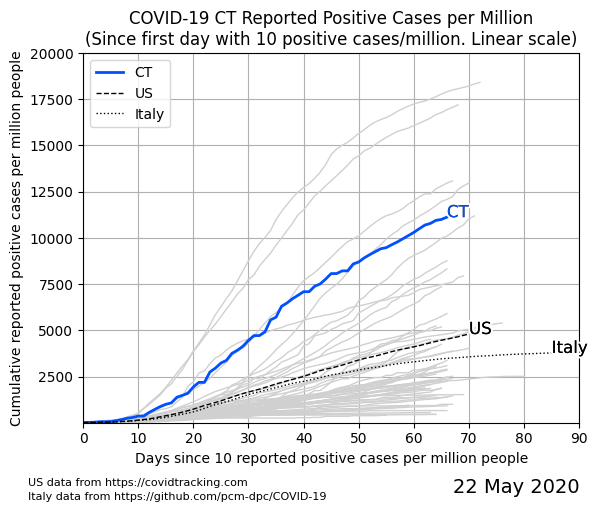 COVID-19 CT Reported Positive Cases per Million
(Since first day with 10 positive cases/million. Linear scale)
Cumulative reported positive cases per million people
20000
17500
15000
12500
10000
7500
5000
2500
CT
US
Italy
CT
US
Italy
0 10 20 30 40 50 60 70 80 90
Days since 10 reported positive cases per million people
US data from https://covidtracking.com
Italy data from https://github.com/pcm-dpc/COVID-19
22 May 2020